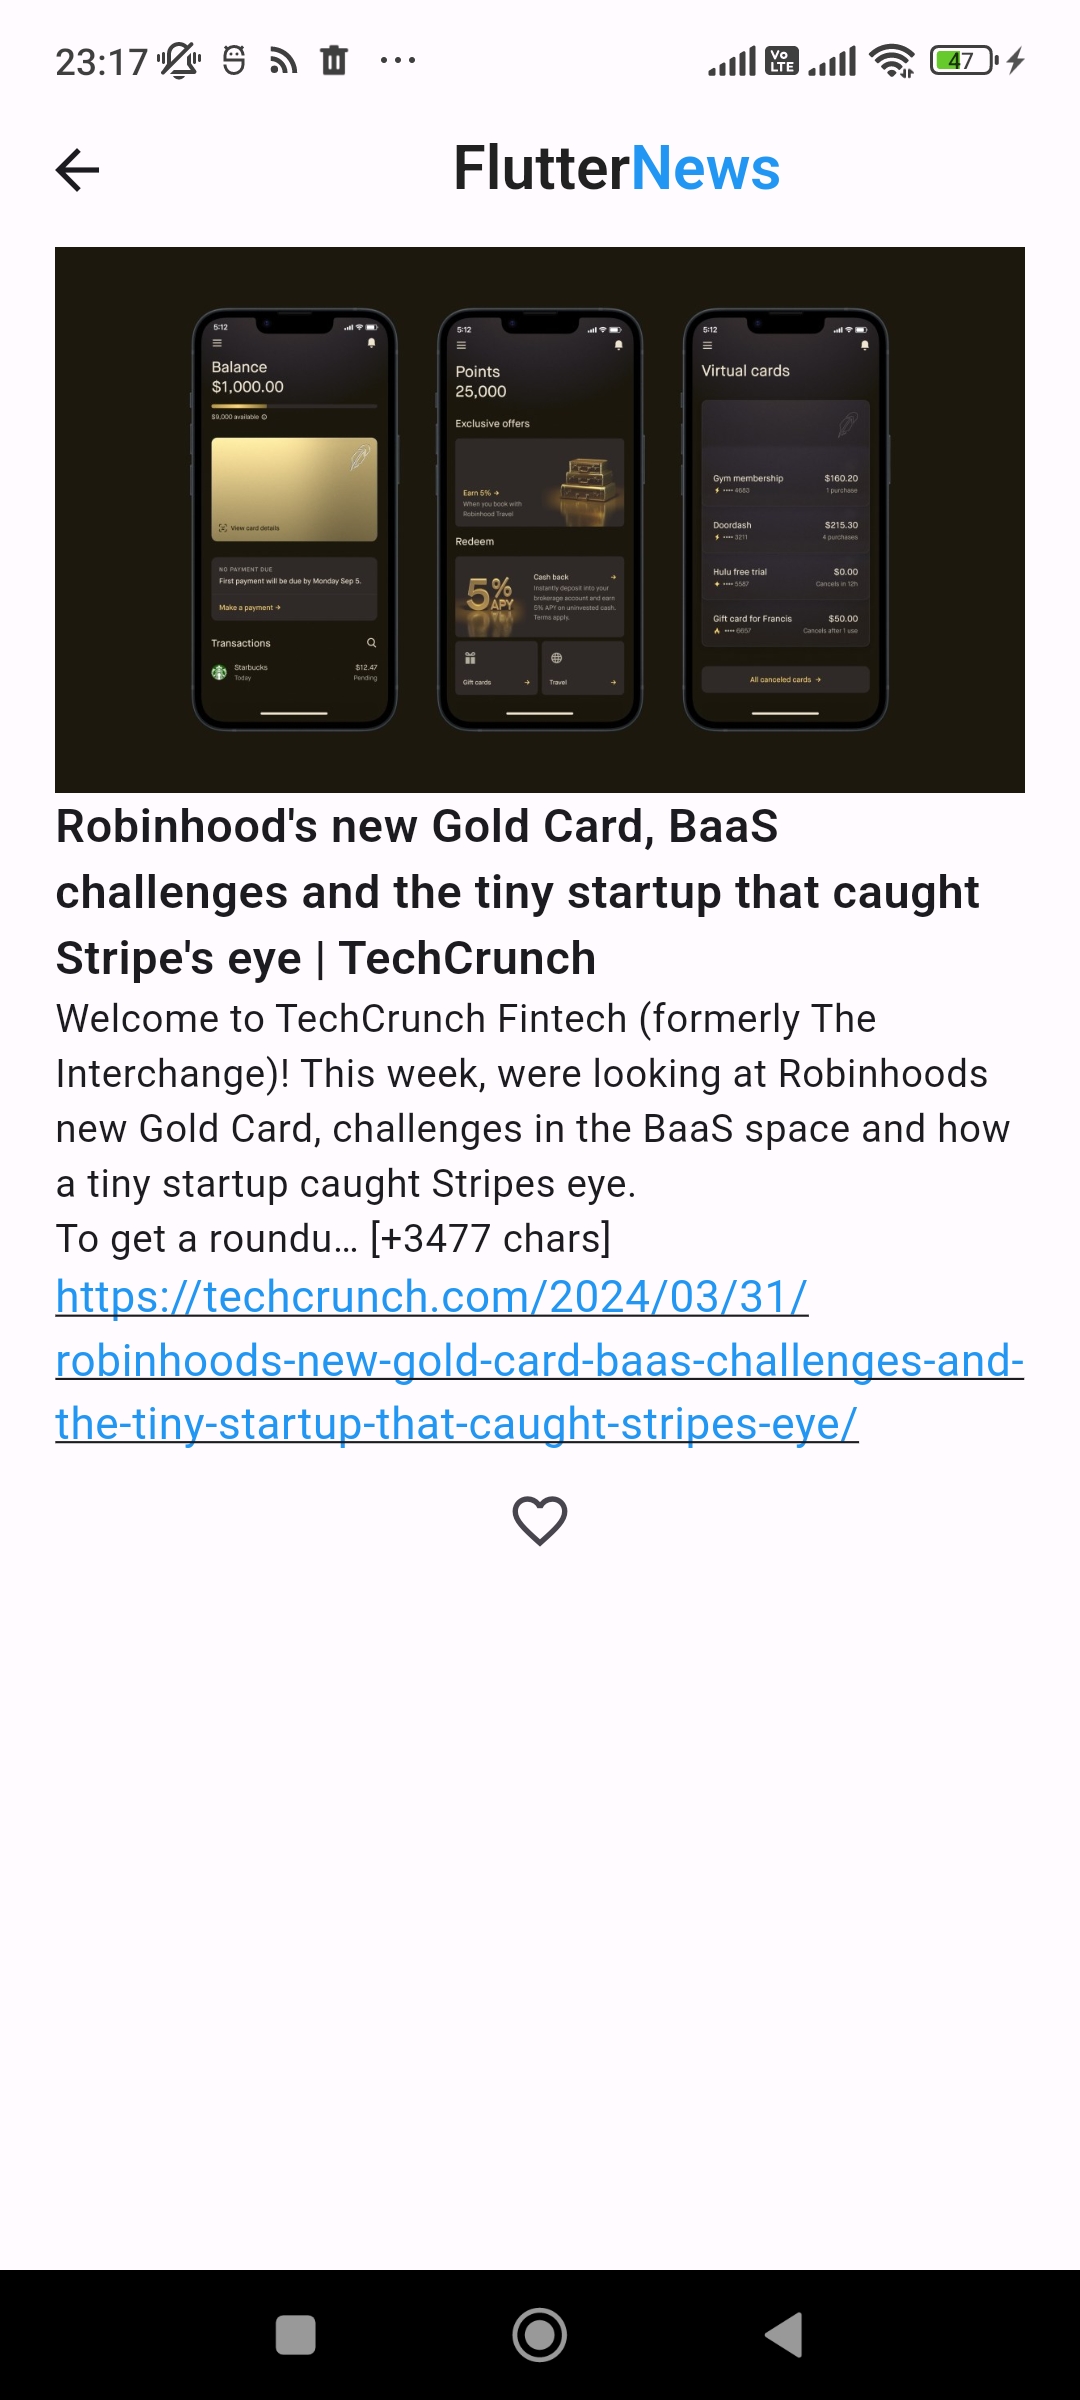 23:17
Vo
LTE
47
FlutterNews
5:12
Balance
$1,000.00
$9,000 available
View card details
NO PAYMENT DUE
First payment will be due by Monday Sep 5.
Make a payment →
Transactions
Starbucks
$12.47
Today
Pending
5:12
Points
25,000
Exclusive offers
Earn 5% →
When you book with
Robinhood Travel
Redeem
5% APY
Cash back →
Instantly deposit into your
brokerage account and earn
5% APY on uninvested cash.
Terms apply.
Gift cards →
Travel →
5:12
Virtual cards
Gym membership $160.20
•••• 4683 1 purchase
Doordash $215.30
•••• 3211 4 purchases
Hulu free trial $0.00
•••• 5587 Cancels in 12h
Gift card for Francis $50.00
•••• 6657 Cancels after 1 use
All canceled cards →
Robinhood's new Gold Card, BaaS
challenges and the tiny startup that caught
Stripe's eye | TechCrunch
Welcome to TechCrunch Fintech (formerly The
Interchange)! This week, were looking at Robinhoods
new Gold Card, challenges in the BaaS space and how
a tiny startup caught Stripes eye.
To get a roundu… [+3477 chars]
https://techcrunch.com/2024/03/31/
robinhoods-new-gold-card-baas-challenges-and-
the-tiny-startup-that-caught-stripes-eye/